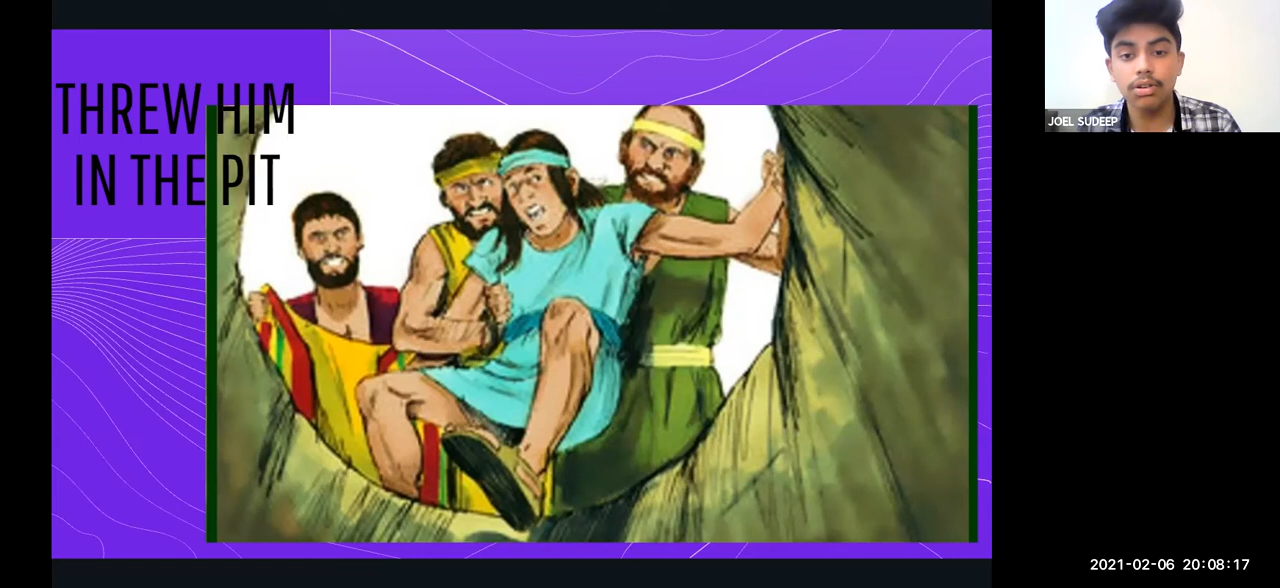 THREW HIM
IN THE PIT
JOEL SUDEEP
2021-02-06 20:08:17